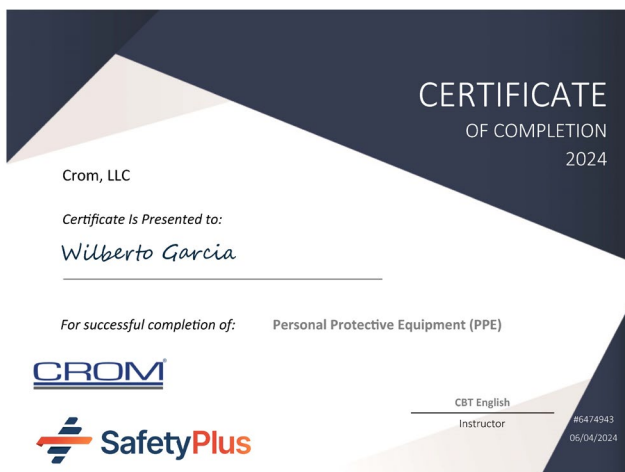 CERTIFICATE
OF COMPLETION
2024
Crom, LLC
Certificate Is Presented to:
Wilberto Garcia
For successful completion of: Personal Protective Equipment (PPE)
CROM®
CBT English
Instructor
#6474943
06/04/2024
SafetyPlus